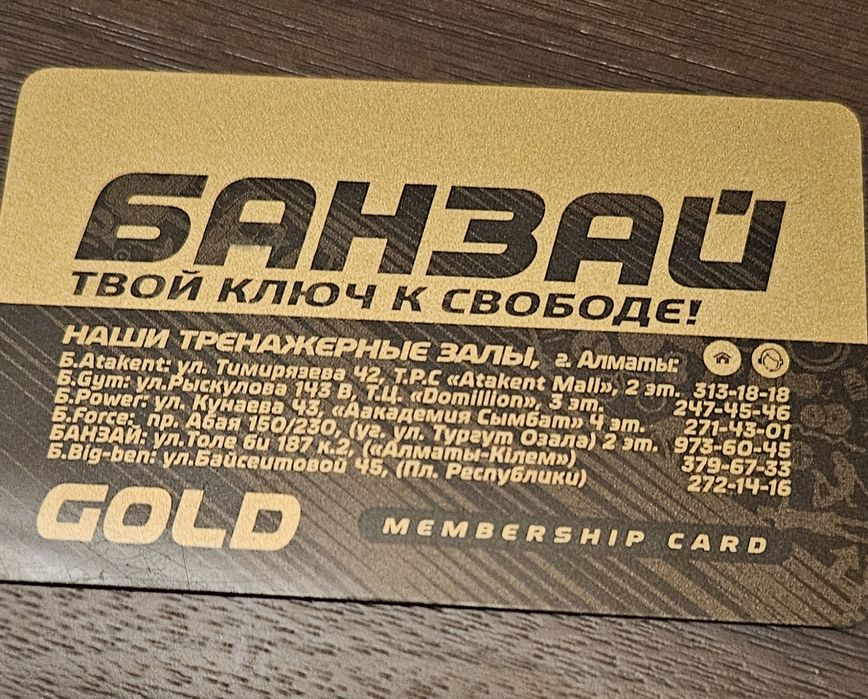 БАНЗАЙ
ТВОЙ КЛЮЧ К СВОБОДЕ!
НАШИ ТРЕНАЖЕРНЫЕ ЗАЛЫ, г. Алматы:
Б.Atakent: ул. Тимирязева 42, Т.Р.С «Atakent Mall», 2 эт. 313-18-18
Б.Gym: ул.Рыскулова 143 В, Т.Ц. «Domillion», 3 эт. 247-45-46
Б.Power: ул. Кунаева 43, «Аакадемия Сымбат» 4 эт. 271-43-01
Б.Force: пр. Абая 150/230, (уг. ул. Тургут Озала) 2 эт. 973-60-45
БАНЗАЙ: ул.Толе би 187 к.2, («Алматы-Кілем») 379-67-33
Б.Big-ben: ул.Байсеитовой 45, (Пл. Республики) 272-14-16
GOLD
MEMBERSHIP CARD